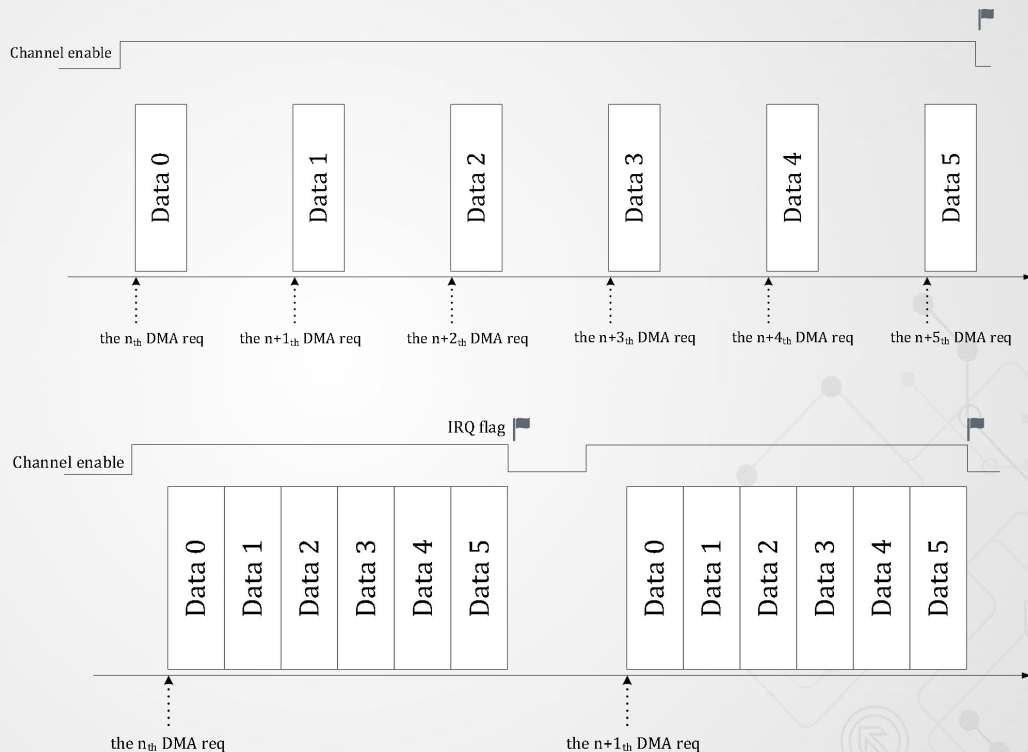 Channel enable
Data 0
Data 1
Data 2
Data 3
Data 4
Data 5
the nth DMA req
the n+1th DMA req
the n+2th DMA req
the n+3th DMA req
the n+4th DMA req
the n+5th DMA req
IRQ flag
Channel enable
Data 0
Data 1
Data 2
Data 3
Data 4
Data 5
Data 0
Data 1
Data 2
Data 3
Data 4
Data 5
the nth DMA req
the n+1th DMA req